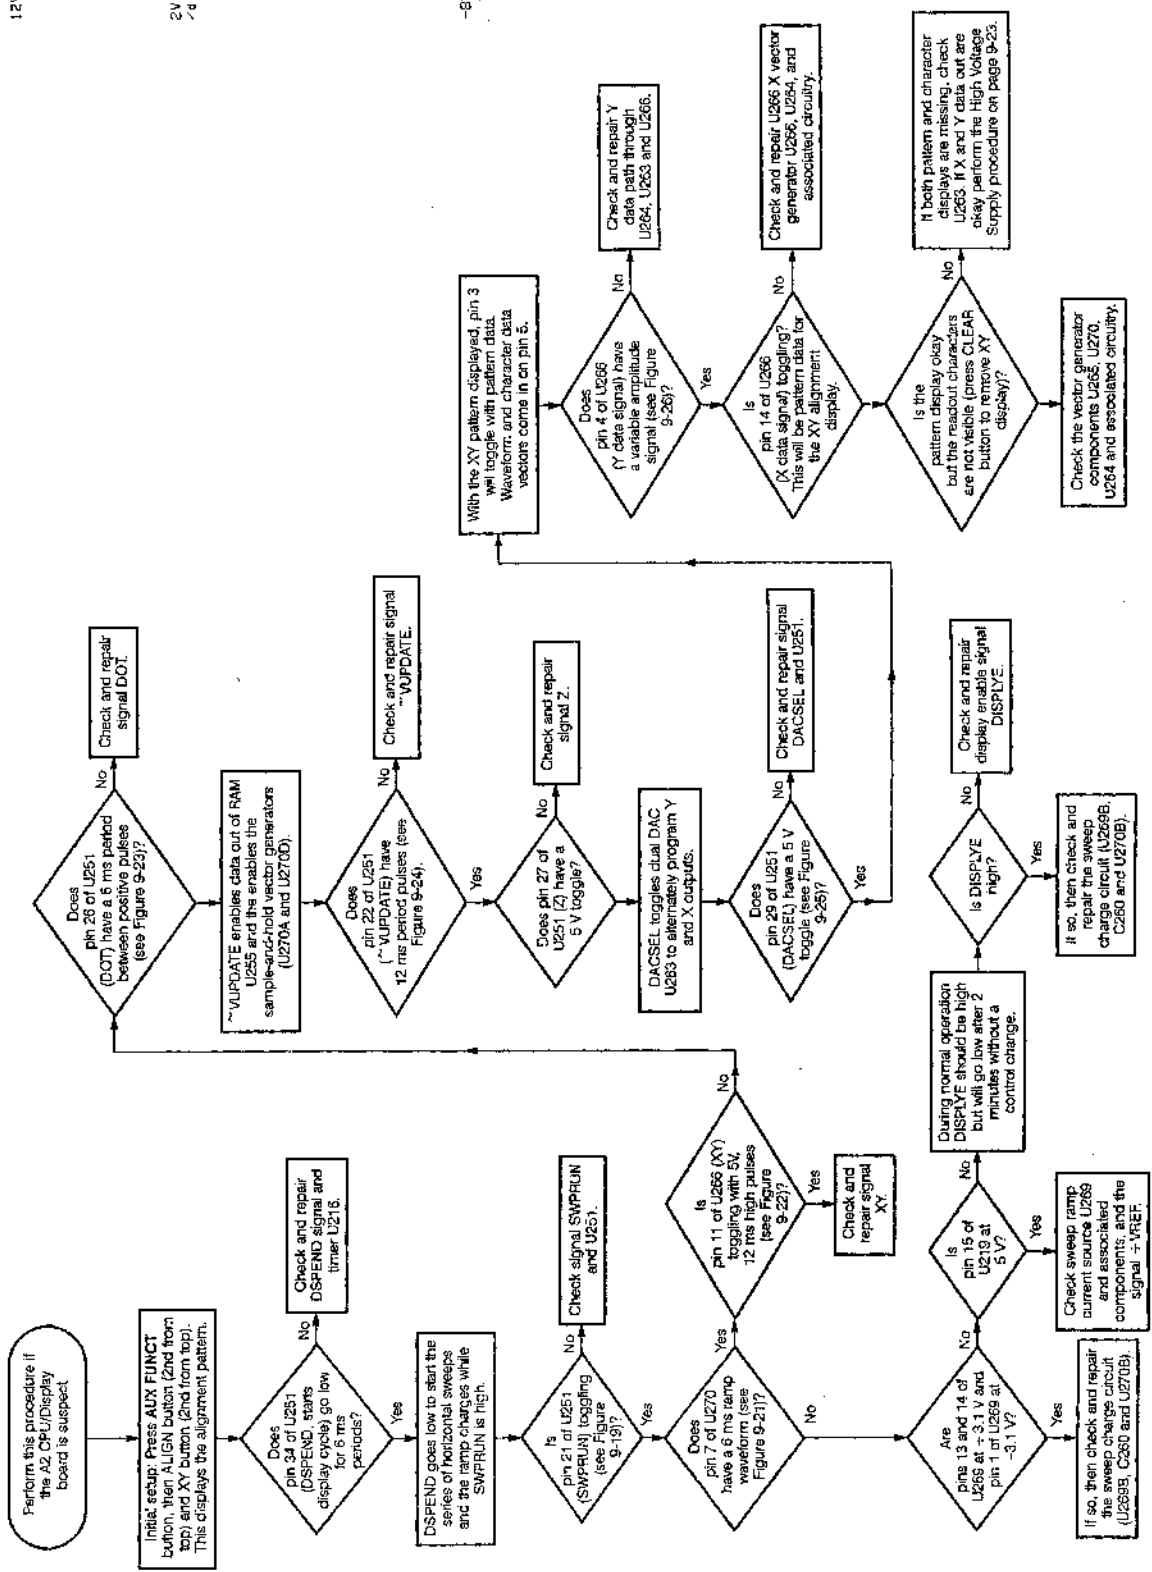 Perform this procedure if
the A2 CPU/Display
board is suspect
Initial setup: Press AUX FUNCT
button, then ALIGN button (2nd from
top) and XY button (2nd from top).
This displays the alignment pattern.
Does
pin 34 of U251
(DSPEND, starts
display cycle) go low
for 6 ms
periods?
No
Check and repair
DSPEND signal and
timer U216.
Yes
DSPEND goes low to start the
series of horizontal sweeps
and the ramp charges while
SWPRUN is high.
Is
pin 21 of U251
(SWPRUN) toggling
(see Figure
9-19)?
No
Check signal SWPRUN
and U251.
Yes
Does
pin 7 of U270
have a 6 ms ramp
waveform (see
Figure 9-21)?
Yes
No
Is
pin 11 of U266 (XY)
toggling with 5V,
12 ms high pulses
(see Figure
9-22)?
No
Yes
Check and
repair signal
XY.
Are
pins 13 and 14 of
U269 at ÷ 3.1 V and
pin 1 of U269 at
-3.1 V?
No
Yes
If so, then check and repair
the sweep charge circuit
(U269B, C260 and U270B).
Is
pin 15 of
U219 at
5 V?
No
Yes
Check sweep ramp
current source U269
and associated
components, and the
signal ÷ VREF.
During normal operation
DISPLYE should be high
but will go low after 2
minutes without a
control change.
Is DISPLYE
high?
No
Check and repair
display enable signal
DISPLYE.
Yes
If so, then check and
repair the sweep
charge circuit (U269B,
C260 and U270B).
Does
pin 26 of U251
(DOT) have a 6 ms period
between positive pulses
(see Figure 9-23)?
No
Check and repair
signal DOT.
~VUPDATE enables data out of RAM
U255 and the enables the
sample-and-hold vector generators
(U270A and U270D).
Does
pin 22 of U251
(~VUPDATE) have
12 ms period pulses (see
Figure 9-24).
No
Check and repair signal
~VUPDATE.
Yes
Does pin 27 of
U251 (Z) have a
5 V toggle?
No
Check and repair
signal Z.
DACSEL toggles dual DAC
U263 to alternately program Y
and X outputs.
Does
pin 29 of U251
(DACSEL) have a 5 V
toggle (see Figure
9-25)?
No
Check and repair signal
DACSEL and U251.
Yes
With the XY pattern displayed, pin 3
will toggle with pattern data.
Waveform and character data
vectors come in on pin 5.
Does
pin 4 of U266
(Y data signal) have
a variable amplitude
signal (see Figure
9-26)?
No
Check and repair Y
data path through
U264, U263 and U266.
Yes
Is
pin 14 of U266
(X data signal) toggling?
This will be pattern data for
the XY alignment
display.
No
Check and repair U266 X vector
generator U266, U264, and
associated circuitry.
Is the
pattern display okay
but the readout characters
are not visible (press CLEAR
button to remove XY
display)?
No
If both pattern and character
displays are missing, check
U263. If X and Y data out are
okay perform the High Voltage
Supply procedure on page 9-23.
Check the vector generator
components U265, U270,
U264 and associated circuitry.
2V